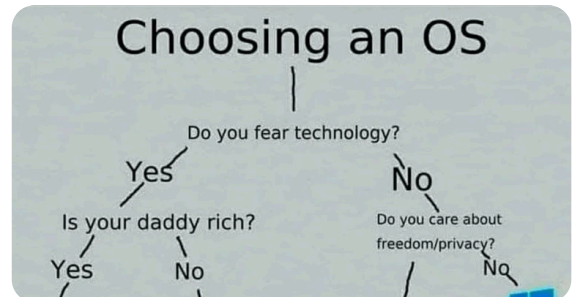 Choosing an OS
Do you fear technology?
Yes
No
Is your daddy rich?
Do you care about
freedom/privacy?
Yes
No
No